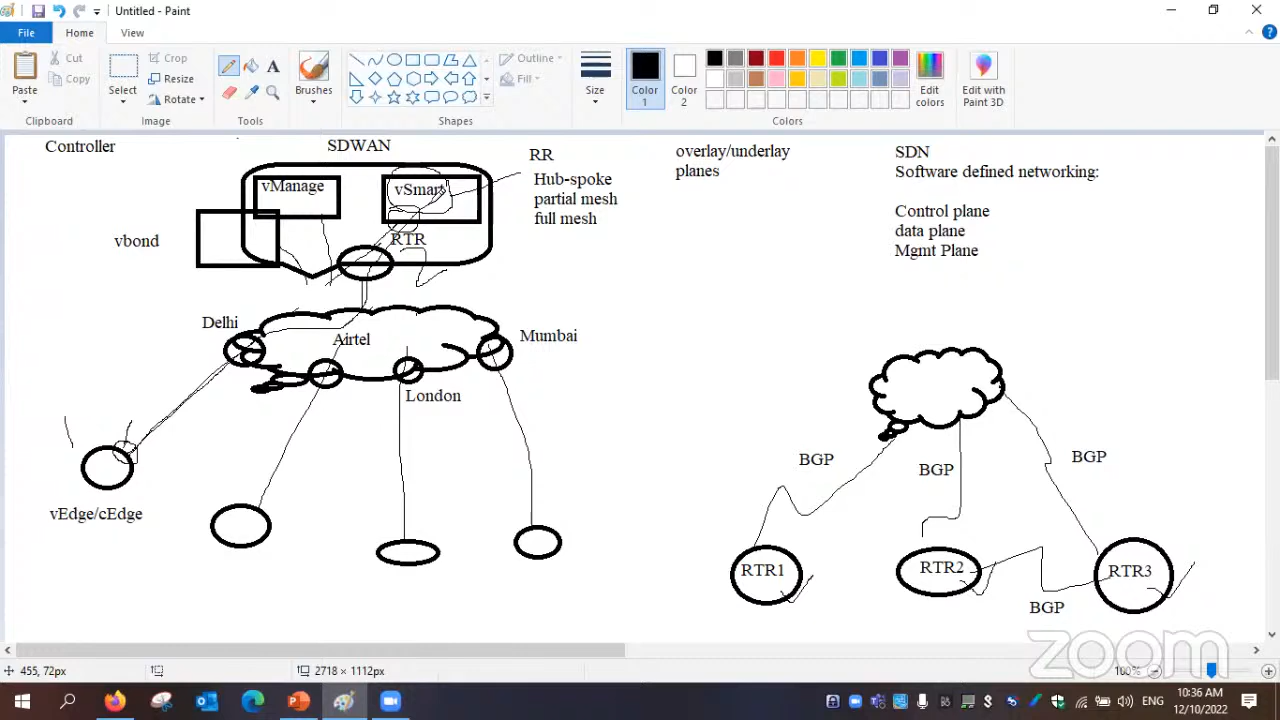 Untitled - Paint
File
Home
View
Paste
Cut
Copy
Clipboard
Select
Crop
Resize
Rotate
Image
Tools
Brushes
Outline
Fill
Shapes
Size
Color
1
Color
2
Edit
colors
Edit with
Paint 3D
Colors
Controller
SDWAN
vManage
vSmart
vbond
RTR
RR
Hub-spoke
partial mesh
full mesh
overlay/underlay
planes
SDN
Software defined networking:
Control plane
data plane
Mgmt Plane
Delhi
Airtel
Mumbai
London
vEdge/cEdge
BGP
BGP
BGP
RTR1
RTR2
RTR3
BGP
zoom
455, 72px
2718 × 1112px
100%
ENG
10:36 AM
12/10/2022